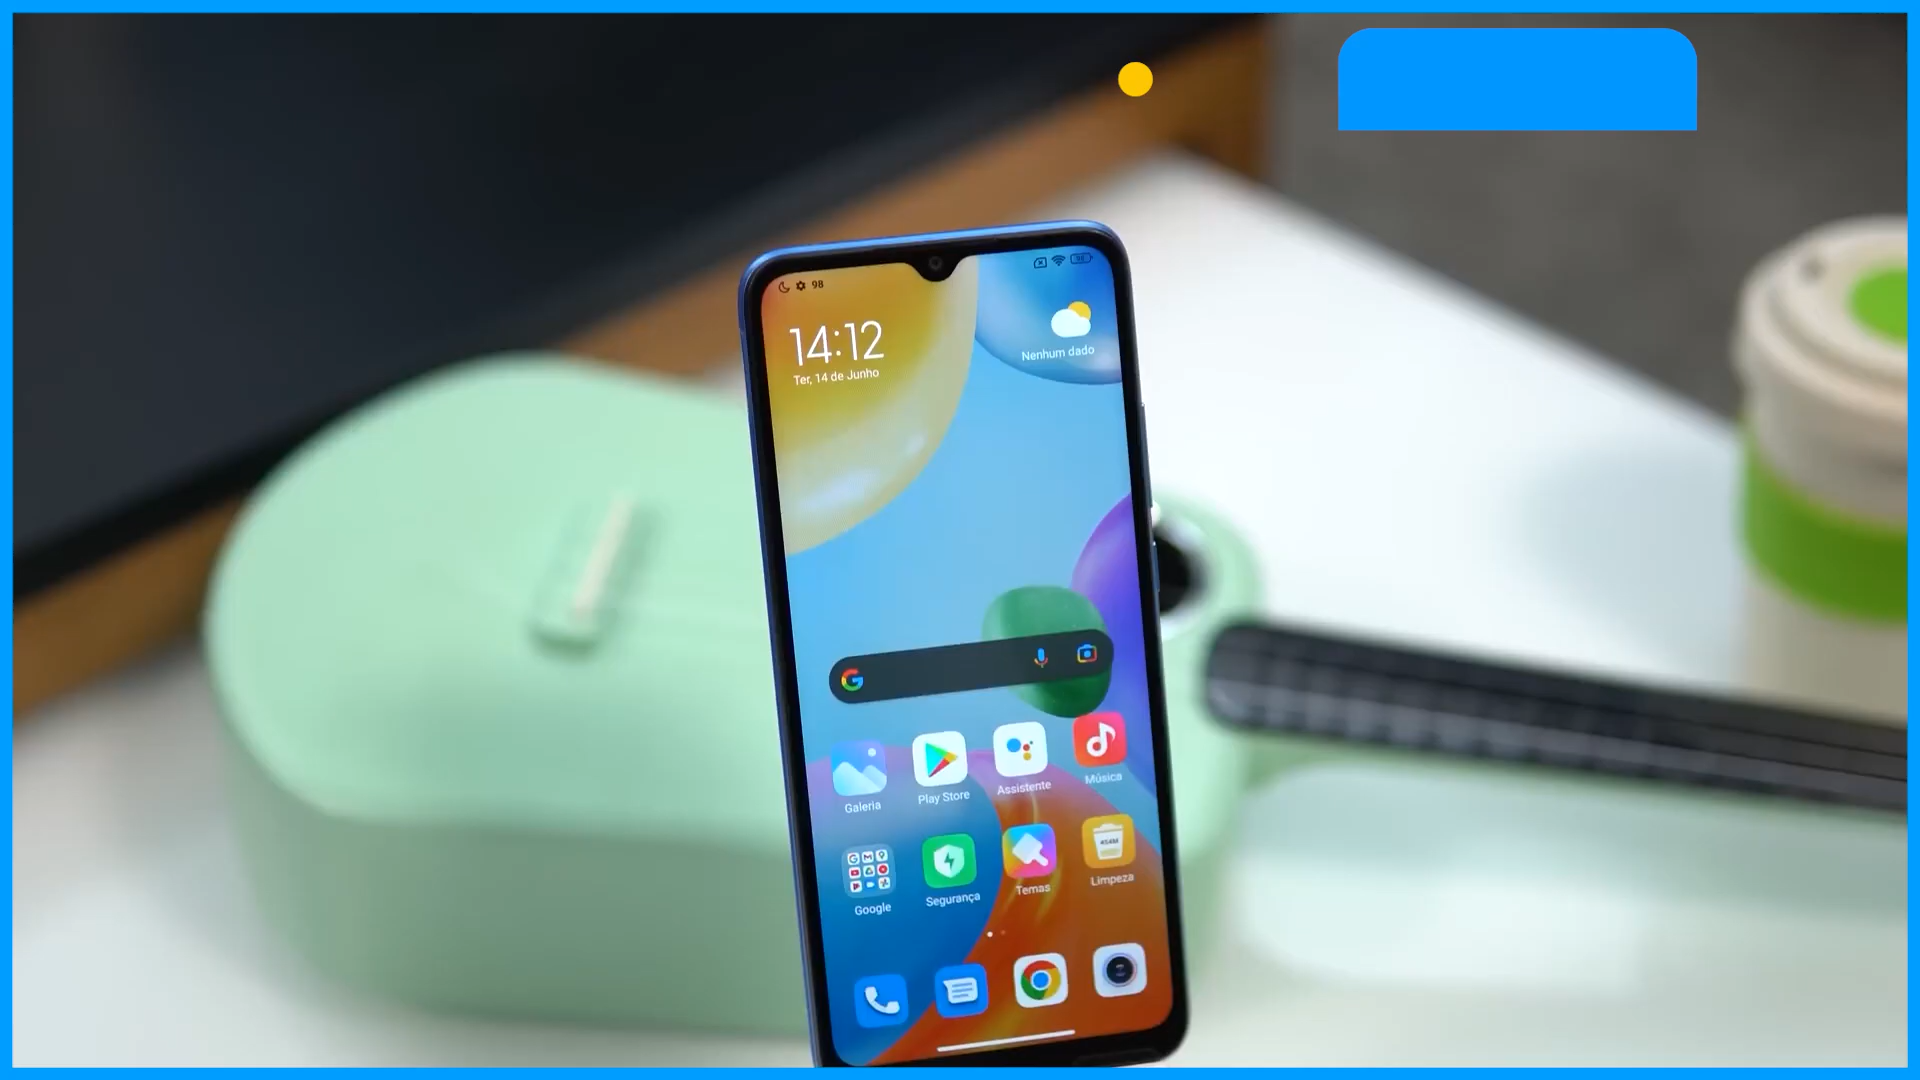 98
14:12
Ter, 14 de Junho
Nenhum dado
Galeria
Play Store
Assistente
Música
Google
Segurança
Temas
Limpeza